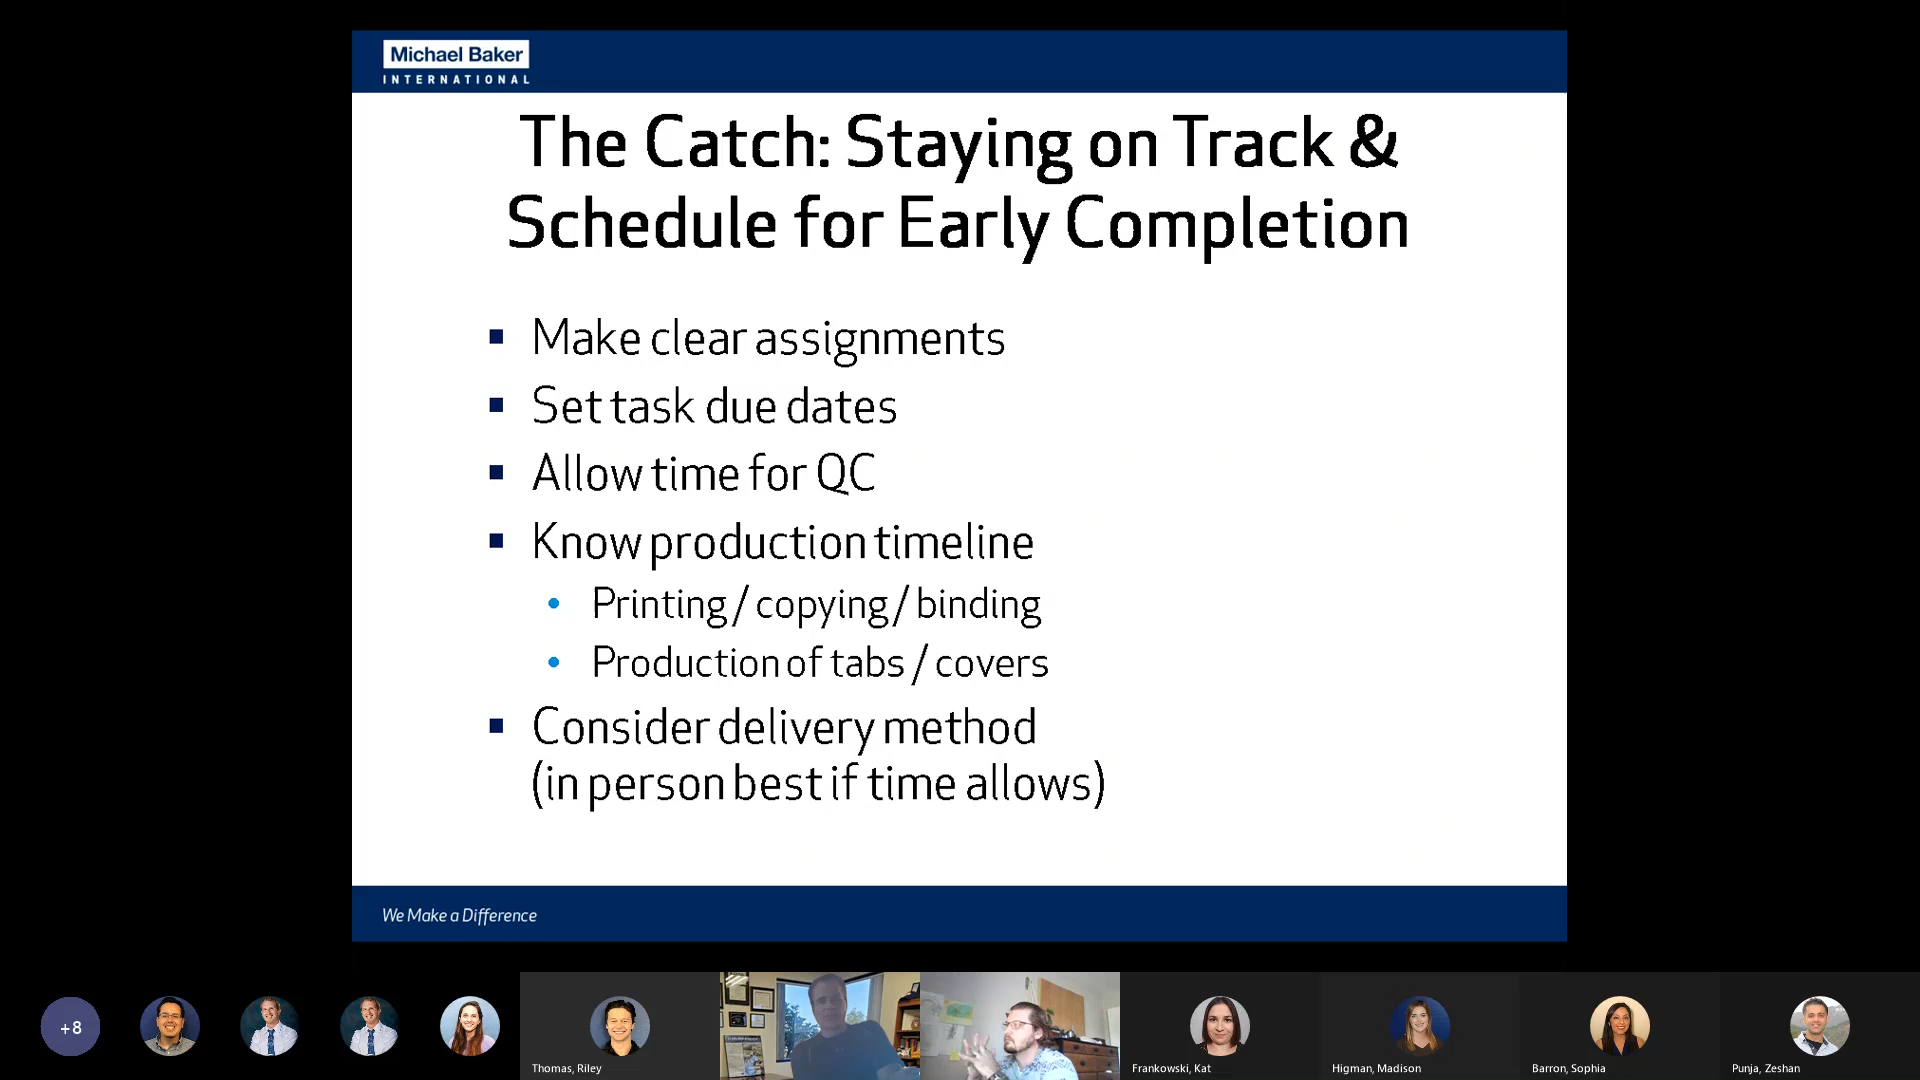 Michael Baker
INTERNATIONAL
The Catch: Staying on Track &
Schedule for Early Completion
Make clear assignments
Set task due dates
Allow time for QC
Know production timeline
Printing / copying / binding
Production of tabs / covers
Consider delivery method
(in person best if time allows)
We Make a Difference
+8
Thomas, Riley
Frankowski, Kat
Higman, Madison
Barron, Sophia
Punja, Zeshan